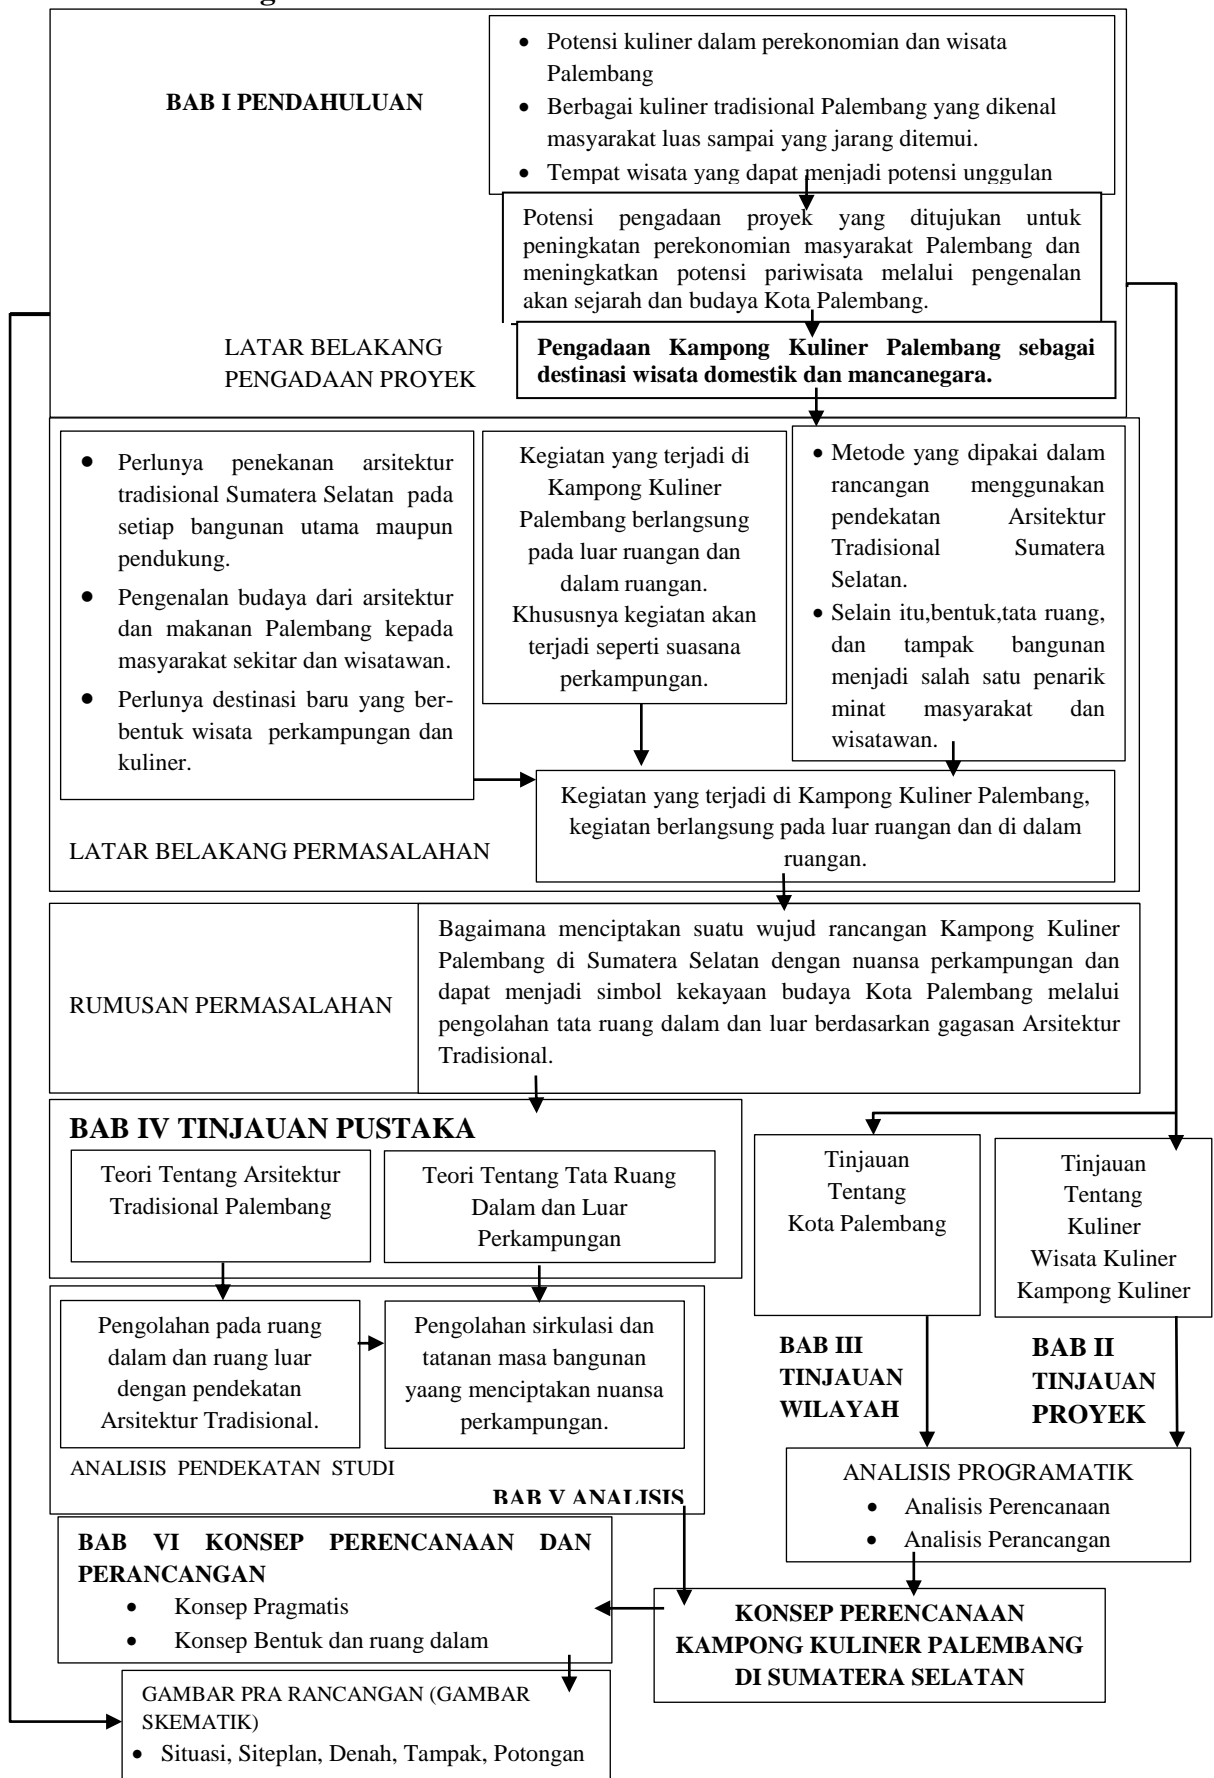 BAB I PENDAHULUAN
• Potensi kuliner dalam perekonomian dan wisata
Palembang
• Berbagai kuliner tradisional Palembang yang dikenal
masyarakat luas sampai yang jarang ditemui.
• Tempat wisata yang dapat menjadi potensi unggulan
Potensi pengadaan proyek yang ditujukan untuk
peningkatan perekonomian masyarakat Palembang dan
meningkatkan potensi pariwisata melalui pengenalan
akan sejarah dan budaya Kota Palembang.
LATAR BELAKANG
PENGADAAN PROYEK
Pengadaan Kampong Kuliner Palembang sebagai
destinasi wisata domestik dan mancanegara.
• Perlunya penekanan arsitektur
tradisional Sumatera Selatan pada
setiap bangunan utama maupun
pendukung.
• Pengenalan budaya dari arsitektur
dan makanan Palembang kepada
masyarakat sekitar dan wisatawan.
• Perlunya destinasi baru yang ber-
bentuk wisata perkampungan dan
kuliner.
Kegiatan yang terjadi di
Kampong Kuliner
Palembang berlangsung
pada luar ruangan dan
dalam ruangan.
Khususnya kegiatan akan
terjadi seperti suasana
perkampungan.
• Metode yang dipakai dalam
rancangan menggunakan
pendekatan Arsitektur
Tradisional Sumatera
Selatan.
• Selain itu,bentuk,tata ruang,
dan tampak bangunan
menjadi salah satu penarik
minat masyarakat dan
wisatawan.
Kegiatan yang terjadi di Kampong Kuliner Palembang,
kegiatan berlangsung pada luar ruangan dan di dalam
ruangan.
LATAR BELAKANG PERMASALAHAN
RUMUSAN PERMASALAHAN
Bagaimana menciptakan suatu wujud rancangan Kampong Kuliner
Palembang di Sumatera Selatan dengan nuansa perkampungan dan
dapat menjadi simbol kekayaan budaya Kota Palembang melalui
pengolahan tata ruang dalam dan luar berdasarkan gagasan Arsitektur
Tradisional.
BAB IV TINJAUAN PUSTAKA
Teori Tentang Arsitektur
Tradisional Palembang
Teori Tentang Tata Ruang
Dalam dan Luar
Perkampungan
Tinjauan
Tentang
Kota Palembang
Tinjauan
Tentang
Kuliner
Wisata Kuliner
Kampong Kuliner
Pengolahan pada ruang
dalam dan ruang luar
dengan pendekatan
Arsitektur Tradisional.
Pengolahan sirkulasi dan
tatanan masa bangunan
yaang menciptakan nuansa
perkampungan.
BAB III
TINJAUAN
WILAYAH
BAB II
TINJAUAN
PROYEK
ANALISIS PENDEKATAN STUDI
BAB V ANALISIS
ANALISIS PROGRAMATIK
• Analisis Perencanaan
• Analisis Perancangan
BAB VI KONSEP PERENCANAAN DAN
PERANCANGAN
• Konsep Pragmatis
• Konsep Bentuk dan ruang dalam
KONSEP PERENCANAAN
KAMPONG KULINER PALEMBANG
DI SUMATERA SELATAN
GAMBAR PRA RANCANGAN (GAMBAR
SKEMATIK)
• Situasi, Siteplan, Denah, Tampak, Potongan